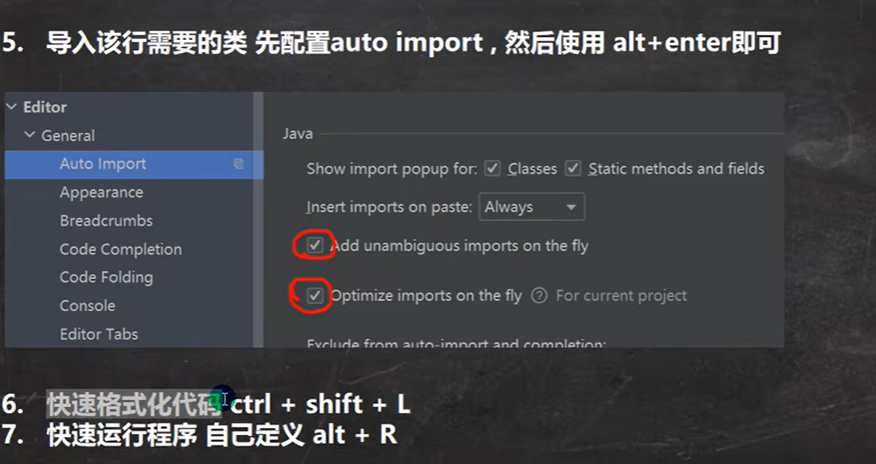 5. 导入该行需要的类 先配置auto import , 然后使用 alt+enter即可
Editor
General
Auto Import
Appearance
Breadcrumbs
Code Completion
Code Folding
Console
Editor Tabs
Java
Show import popup for: Classes Static methods and fields
Insert imports on paste: Always
Add unambiguous imports on the fly
Optimize imports on the fly ? For current project
Exclude from auto-import and completion:
6. 快速格式化代码 ctrl + shift + L
7. 快速运行程序 自己定义 alt + R